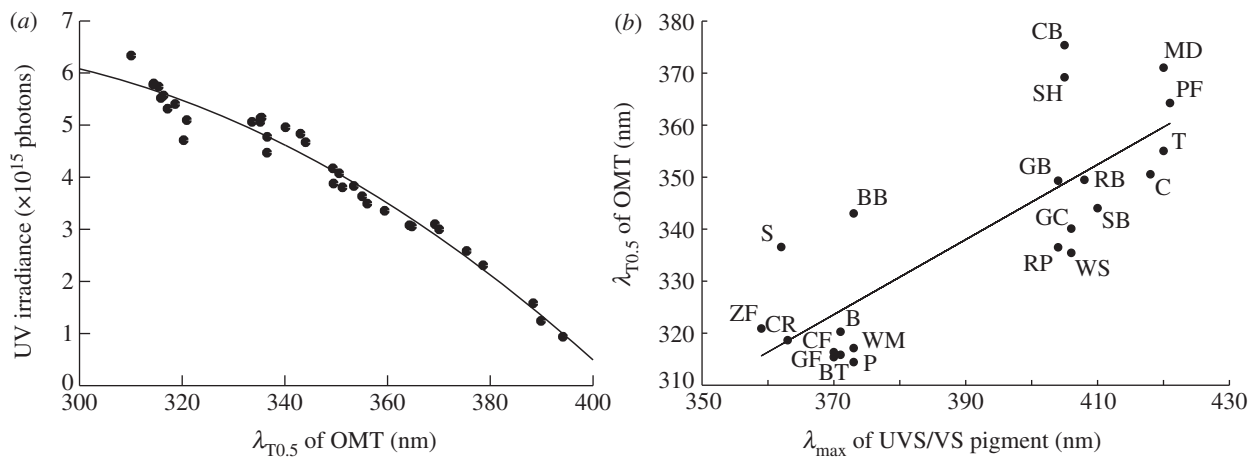 (a)
7
6
5
4
3
2
1
0
UV irradiance (×10¹⁵ photons)
300 320 340 360 380 400
λT0.5 of OMT (nm)
(b)
380
370
360
350
340
330
320
310
λT0.5 of OMT (nm)
CB
MD
SH
PF
T
GB
RB
C
BB
GC
SB
S
RP
WS
ZF
CR
B
CF
WM
GF
BT
P
350 370 390 410 430
λmax of UVS/VS pigment (nm)